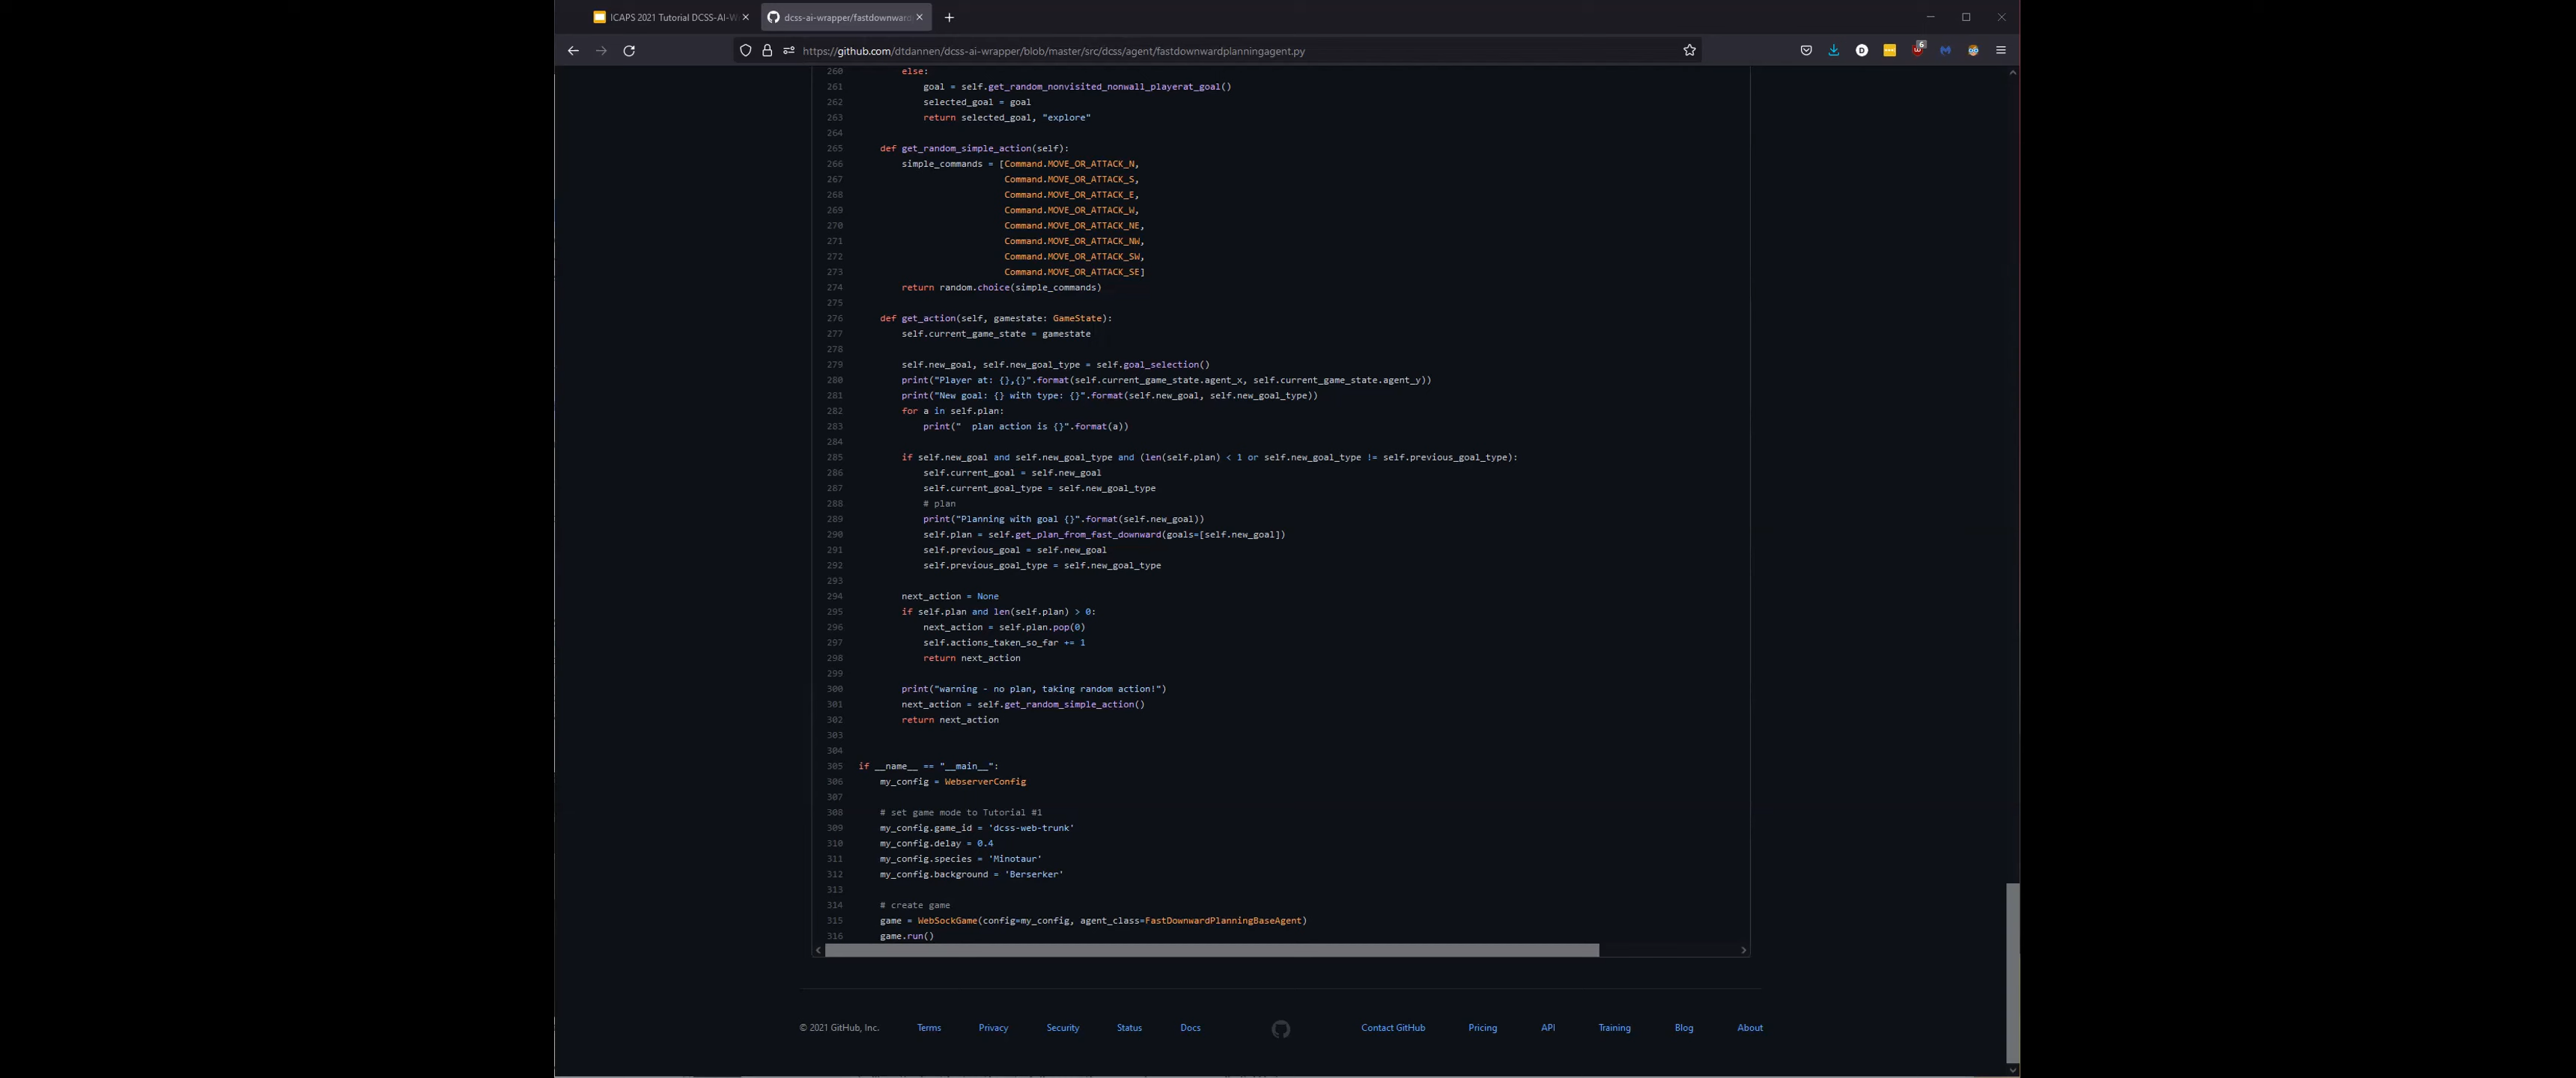 ICAPS 2021 Tutorial DCSS-AI-W
dcss-ai-wrapper/fastdownwar
https://github.com/dtdannen/dcss-ai-wrapper/blob/master/src/dcss/agent/fastdownwardplanningagent.py
6
260 else:
261 goal = self.get_random_nonvisited_nonwall_playerat_goal()
262 selected_goal = goal
263 return selected_goal, "explore"
264
265 def get_random_simple_action(self):
266 simple_commands = [Command.MOVE_OR_ATTACK_N,
267 Command.MOVE_OR_ATTACK_S,
268 Command.MOVE_OR_ATTACK_E,
269 Command.MOVE_OR_ATTACK_W,
270 Command.MOVE_OR_ATTACK_NE,
271 Command.MOVE_OR_ATTACK_NW,
272 Command.MOVE_OR_ATTACK_SW,
273 Command.MOVE_OR_ATTACK_SE]
274 return random.choice(simple_commands)
275
276 def get_action(self, gamestate: GameState):
277 self.current_game_state = gamestate
278
279 self.new_goal, self.new_goal_type = self.goal_selection()
280 print("Player at: {},{}".format(self.current_game_state.agent_x, self.current_game_state.agent_y))
281 print("New goal: {} with type: {}".format(self.new_goal, self.new_goal_type))
282 for a in self.plan:
283 print("  plan action is {}".format(a))
284
285 if self.new_goal and self.new_goal_type and (len(self.plan) < 1 or self.new_goal_type != self.previous_goal_type):
286 self.current_goal = self.new_goal
287 self.current_goal_type = self.new_goal_type
288 # plan
289 print("Planning with goal {}".format(self.new_goal))
290 self.plan = self.get_plan_from_fast_downward(goals=[self.new_goal])
291 self.previous_goal = self.new_goal
292 self.previous_goal_type = self.new_goal_type
293
294 next_action = None
295 if self.plan and len(self.plan) > 0:
296 next_action = self.plan.pop(0)
297 self.actions_taken_so_far += 1
298 return next_action
299
300 print("warning - no plan, taking random action!")
301 next_action = self.get_random_simple_action()
302 return next_action
303
304
305 if __name__ == "__main__":
306 my_config = WebserverConfig
307
308 # set game mode to Tutorial #1
309 my_config.game_id = 'dcss-web-trunk'
310 my_config.delay = 0.4
311 my_config.species = 'Minotaur'
312 my_config.background = 'Berserker'
313
314 # create game
315 game = WebSockGame(config=my_config, agent_class=FastDownwardPlanningBaseAgent)
316 game.run()
© 2021 GitHub, Inc. Terms Privacy Security Status Docs Contact GitHub Pricing API Training Blog About